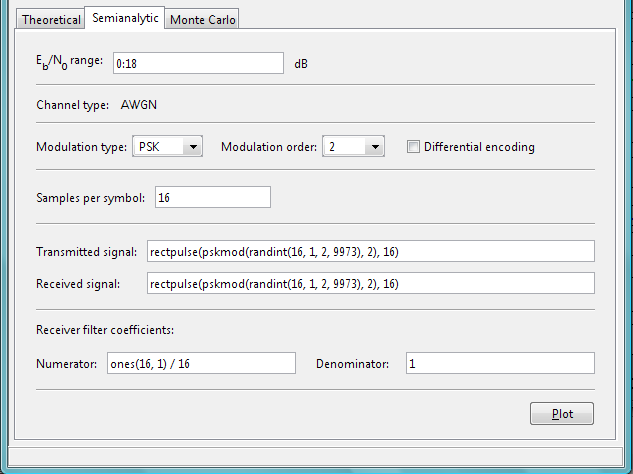 Theoretical Semianalytic Monte Carlo
Eb/N0 range: 0:18 dB
Channel type: AWGN
Modulation type: PSK Modulation order: 2 Differential encoding
Samples per symbol: 16
Transmitted signal: rectpulse(pskmod(randint(16, 1, 2, 9973), 2), 16)
Received signal: rectpulse(pskmod(randint(16, 1, 2, 9973), 2), 16)
Receiver filter coefficients:
Numerator: ones(16, 1) / 16 Denominator: 1
Plot